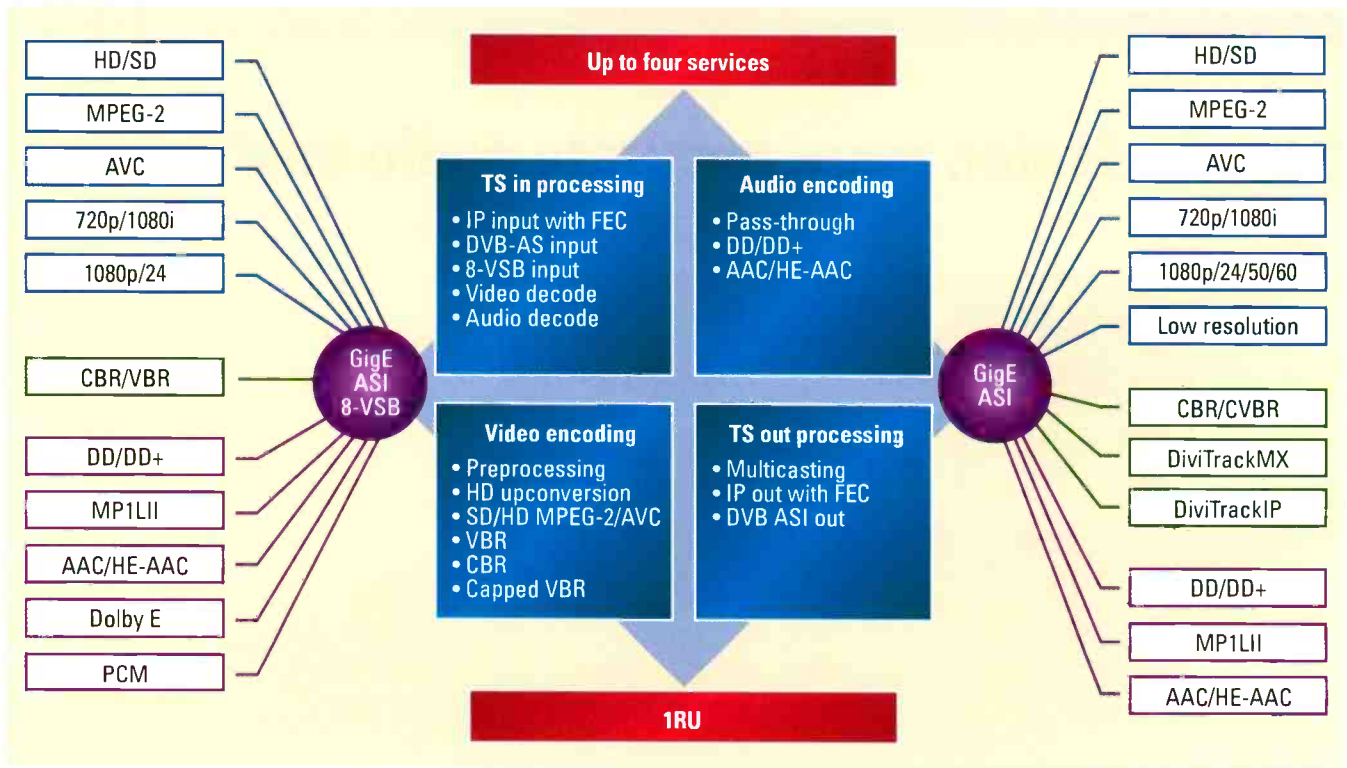 HD/SD
MPEG-2
AVC
720p/1080i
1080p/24
CBR/VBR
DD/DD+
MP1LII
AAC/HE-AAC
Dolby E
PCM
GigE
ASI
8-VSB
Up to four services
TS in processing
• IP input with FEC
• DVB-AS input
• 8-VSB input
• Video decode
• Audio decode
Audio encoding
• Pass-through
• DD/DD+
• AAC/HE-AAC
Video encoding
• Preprocessing
• HD upconversion
• SD/HD MPEG-2/AVC
• VBR
• CBR
• Capped VBR
TS out processing
• Multicasting
• IP out with FEC
• DVB ASI out
1RU
GigE
ASI
HD/SD
MPEG-2
AVC
720p/1080i
1080p/24/50/60
Low resolution
CBR/CVBR
DiviTrackMX
DiviTrackIP
DD/DD+
MP1LII
AAC/HE-AAC